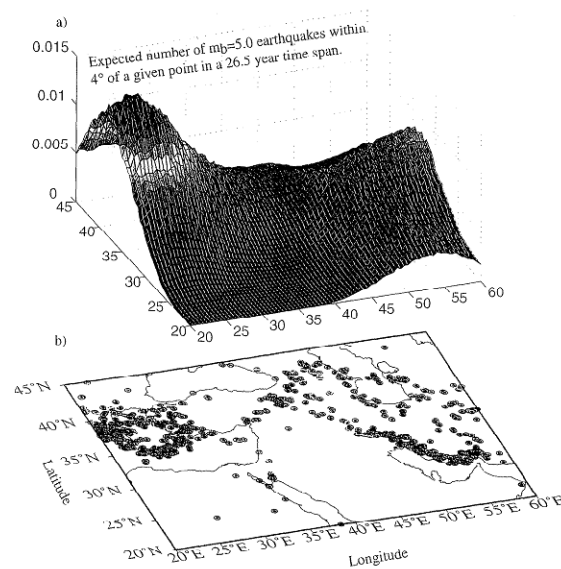 a)
0.015
Expected number of mb=5.0 earthquakes within
4° of a given point in a 26.5 year time span.
0.01
0.005
0
45
40
35
30
25
20
20 25 30 35 40 45 50 55 60
b)
45°N
40°N
35°N
30°N
25°N
20°N
20°E 25°E 30°E 35°E 40°E 45°E 50°E 55°E 60°E
Latitude
Longitude